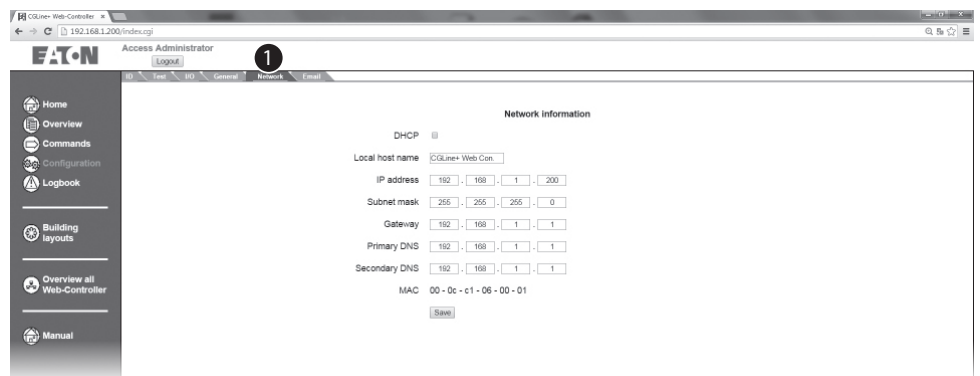 CGLine+ Web-Controller
192.168.1.200/index.cgi
EATON
Access Administrator
Logout
1
ID Test I/O General Network Email
Home
Overview
Commands
Configuration
Logbook
Building
layouts
Overview all
Web-Controller
Manual
Network information
DHCP
Local host name CGLine+ Web Con.
IP address 192 . 168 . 1 . 200
Subnet mask 255 . 255 . 255 . 0
Gateway 192 . 168 . 1 . 1
Primary DNS 192 . 168 . 1 . 1
Secondary DNS 192 . 168 . 1 . 1
MAC 00 - 0c - c1 - 06 - 00 - 01
Save